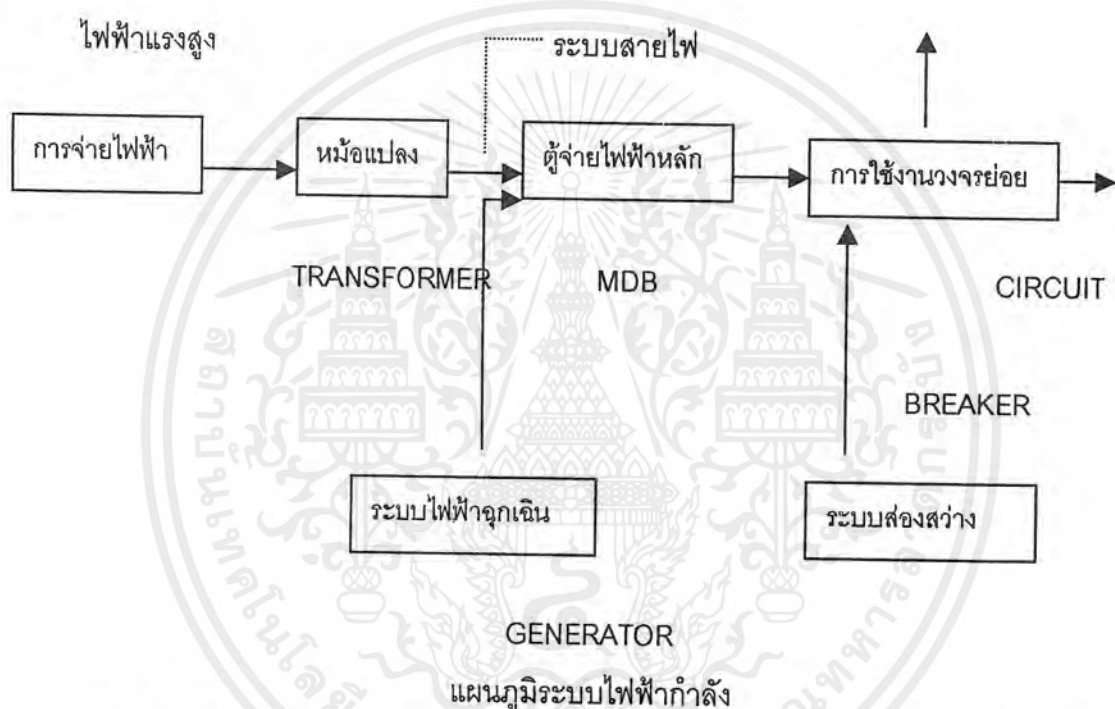 ไฟฟ้าแรงสูง
ระบบสายไฟ
การจ่ายไฟฟ้า
หม้อแปลง
ตู้จ่ายไฟฟ้าหลัก
การใช้งานวงจรย่อย
TRANSFORMER
MDB
CIRCUIT
BREAKER
ระบบไฟฟ้าฉุกเฉิน
ระบบส่องสว่าง
GENERATOR
แผนภูมิระบบไฟฟ้ากำลัง